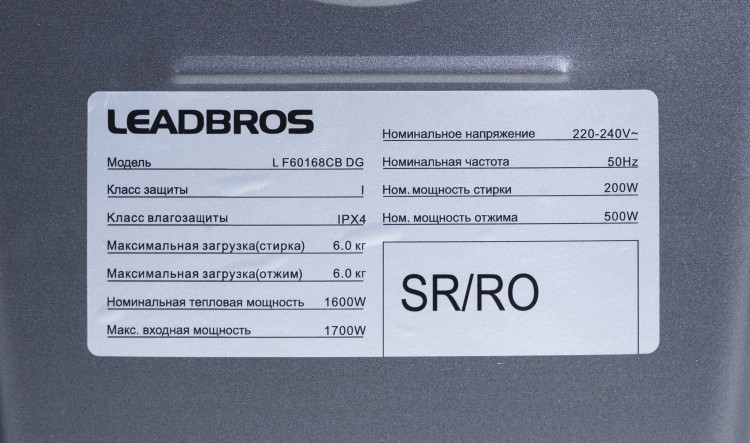 LEADBROS
Модель L F60168CB DG
Класс защиты I
Класс влагозащиты IPX4
Максимальная загрузка(стирка) 6.0 кг
Максимальная загрузка(отжим) 6.0 кг
Номинальная тепловая мощность 1600W
Макс. входная мощность 1700W
Номинальное напряжение 220-240V~
Номинальная частота 50Hz
Ном. мощность стирки 200W
Ном. мощность отжима 500W
SR/RO